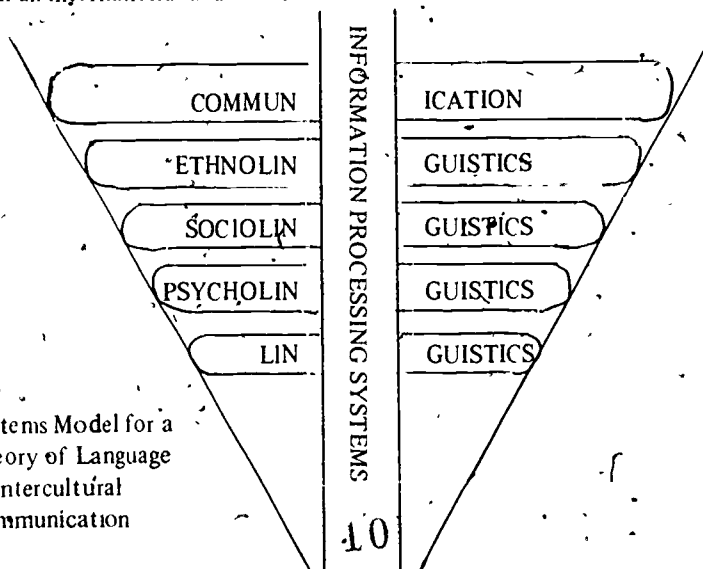 COMMUN ICATION
ETHNOLIN GUISTICS
SOCIOLIN GUISTICS
PSYCHOLIN GUISTICS
LIN GUISTICS
INFORMATION PROCESSING SYSTEMS
tems Model for a
eory of Language
ntercultural
mmunication
10